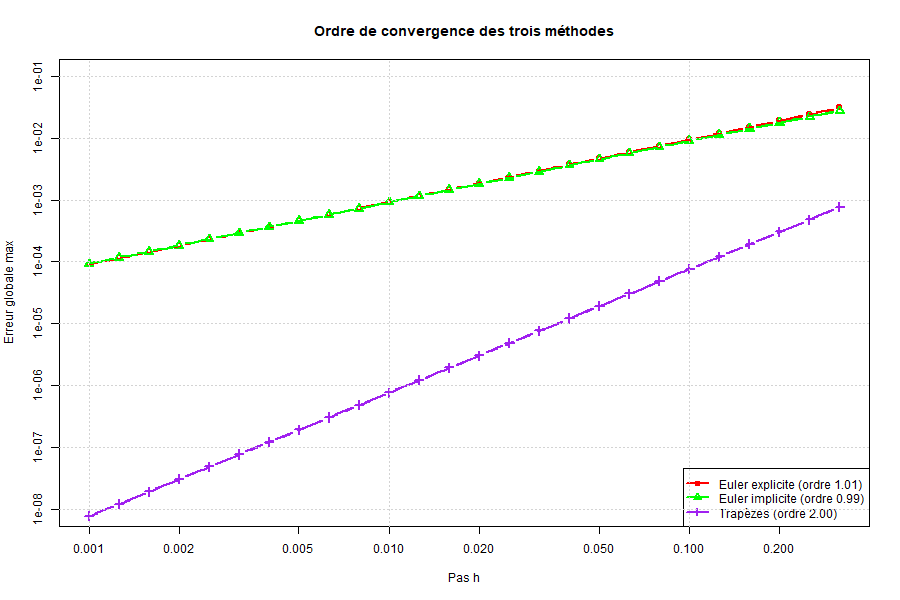 Ordre de convergence des trois méthodes
Erreur globale max
1e-01
1e-02
1e-03
1e-04
1e-05
1e-06
1e-07
1e-08
Euler explicite (ordre 1.01)
Euler implicite (ordre 0.99)
Trapèzes (ordre 2.00)
0.001 0.002 0.005 0.010 0.020 0.050 0.100 0.200
Pas h